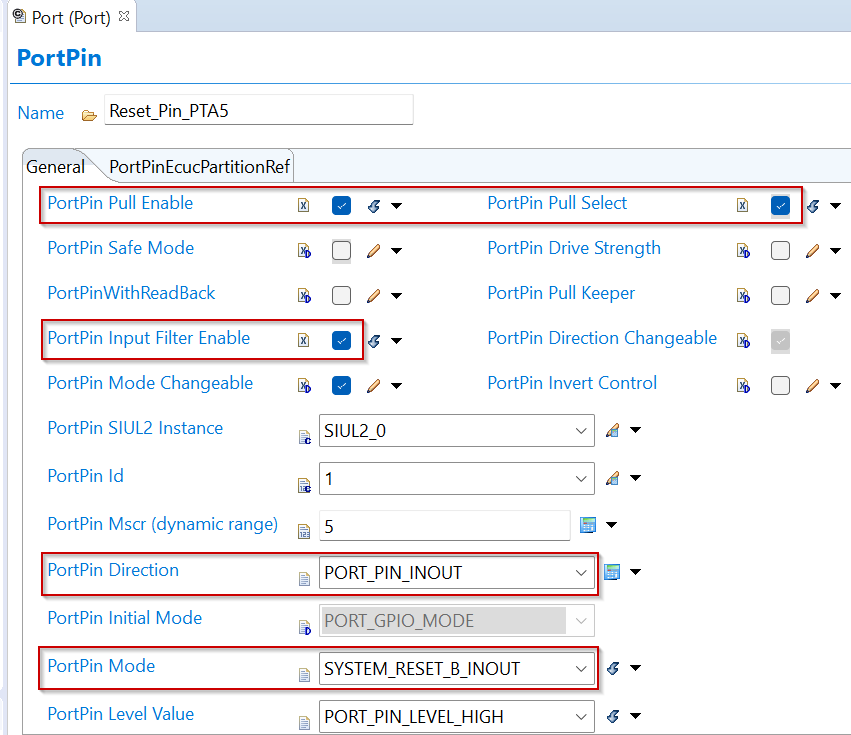 Port (Port)
PortPin
Name Reset_Pin_PTA5
General PortPinEcucPartitionRef
PortPin Pull Enable PortPin Pull Select
PortPin Safe Mode PortPin Drive Strength
PortPinWithReadBack PortPin Pull Keeper
PortPin Input Filter Enable PortPin Direction Changeable
PortPin Mode Changeable PortPin Invert Control
PortPin SIUL2 Instance SIUL2_0
PortPin Id 1
PortPin Mscr (dynamic range) 5
PortPin Direction PORT_PIN_INOUT
PortPin Initial Mode PORT_GPIO_MODE
PortPin Mode SYSTEM_RESET_B_INOUT
PortPin Level Value PORT_PIN_LEVEL_HIGH